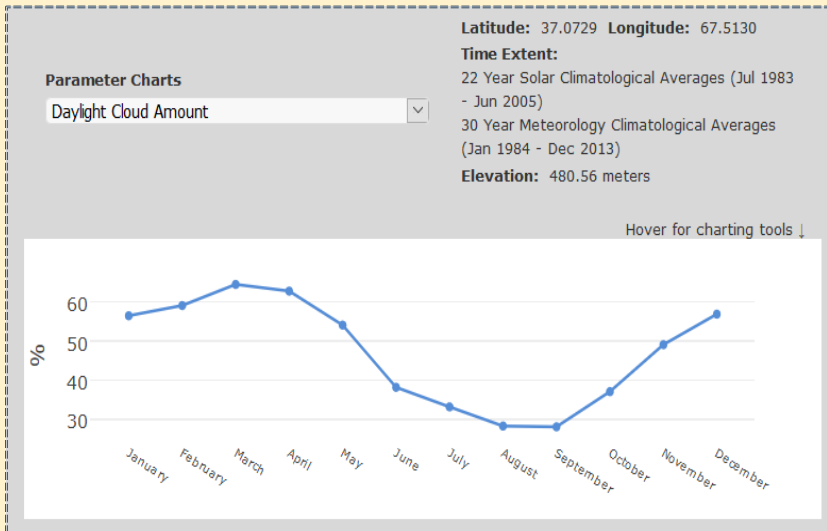 Latitude: 37.0729 Longitude: 67.5130
Time Extent:
22 Year Solar Climatological Averages (Jul 1983
- Jun 2005)
30 Year Meteorology Climatological Averages
(Jan 1984 - Dec 2013)
Elevation: 480.56 meters
Parameter Charts
Daylight Cloud Amount
Hover for charting tools ↓
%
60
50
40
30
January
February
March
April
May
June
July
August
September
October
November
December